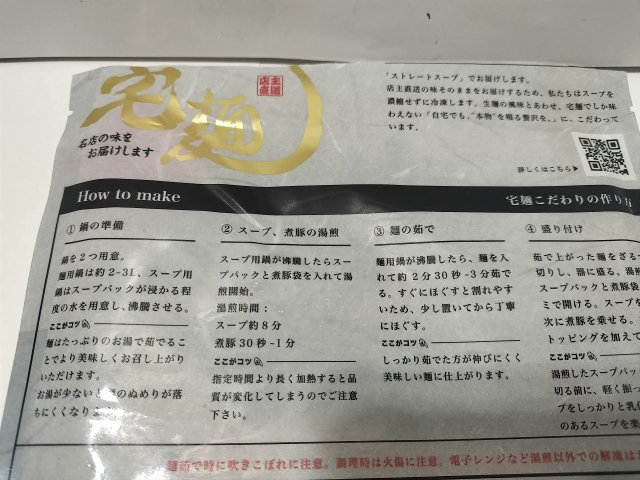 宅麺
店主
直送
名店の味を
お届けします
「ストレートスープ」でお届けします。
店主直送の味そのままをお届けするため、私たちはスープを
濃縮せずに冷凍します。生麺の風味とあわせ、宅麺でしか味
わえない「自宅でも、"本物"を啜る贅沢を。」に、こだわって
います。
詳しくはこちら▶
How to make
宅麺こだわりの作り方
① 鍋の準備
鍋を2つ用意。
麺用鍋は約2~3L、スープ用
鍋はスープパックが浸かる程
度の水を用意し、沸騰させる。
ここがコツ
麺はたっぷりのお湯で茹でるこ
とでより美味しくお召し上がり
いただけます。
お湯が少ないと麺のぬめりが落
ちにくくなります。
② スープ、煮豚の湯煎
スープ用鍋が沸騰したらスー
プパックと煮豚袋を入れて湯
煎開始。
湯煎時間：
スープ約8分
煮豚30秒~1分
ここがコツ
指定時間より長く加熱すると品
質が変化してしまうのでご注意
下さい。
③ 麺の茹で
麺用鍋が沸騰したら、麺を入
れて約2分30秒~3分茹で
る。すぐにほぐすと割れやす
いため、少し置いてから丁寧
にほぐす。
ここがコツ
しっかり茹でた方が伸びにくく
美味しい麺に仕上がります。
④ 盛り付け
茹で上がった麺をざる
切りし、器に盛る。湯
スープパックと煮豚袋
ミで開ける。スープを
次に煮豚を乗せる。
トッピングを加えて
ここがコツ
湯煎したスープパック
切る前に、軽く振っ
プをしっかりと乳化
のあるスープを楽
麺茹で時に吹きこぼれに注意。調理時は火傷に注意。電子レンジなど湯煎以外での解凍は